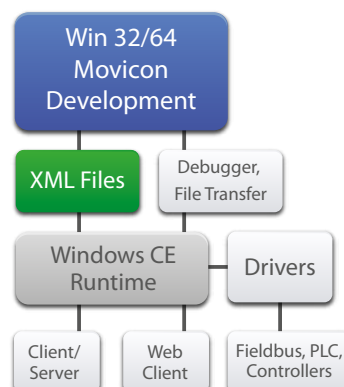 Win 32/64
Movicon
Development
XML Files
Debugger,
File Transfer
Windows CE
Runtime
Drivers
Client/
Server
Web
Client
Fieldbus, PLC,
Controllers